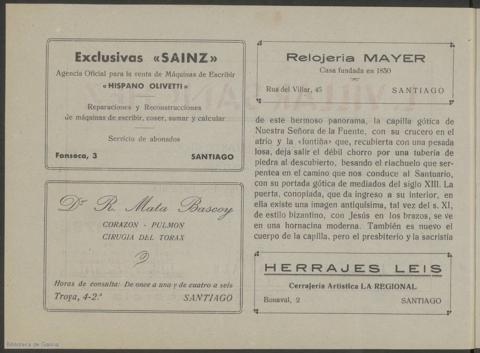 Exclusivas «SAINZ»
Agencia Oficial para la venta de Máquinas de Escribir
«HISPANO OLIVETTI»
Reparaciones y Reconstrucciones
de máquinas de escribir, coser, sumar y calcular
Servicio de abonados
Fonseca, 3 SANTIAGO
Dr R. Mata Bascoy
CORAZON - PULMON
CIRUGIA DEL TORAX
Horas de consulta: De once a una y de cuatro a seis
Troya, 4-2.º SANTIAGO
Relojeria MAYER
Casa fundada en 1850
Rua del Villar, 45 SANTIAGO
de este hermoso panorama, la capilla gótica de
Nuestra Señora de la Fuente, con su crucero en el
atrio y la «fontiña» que, recubierta con una pesada
losa, deja salir el débil chorro por una tubería de
piedra al descubierto, besando el riachuelo que ser-
pentea en el camino que nos conduce al Santuario,
con su portada gótica de mediados del siglo XIII. La
puerta, conopiada, que da ingreso a su interior, en
ella existe una imagen antiquísima, tal vez del s. XI,
de estilo bizantino, con Jesús en los brazos, se ve
en una hornacina moderna. También es nuevo el
cuerpo de la capilla, pero el presbiterio y la sacristía
HERRAJES LEIS
Cerrajería Artística LA REGIONAL
Bonaval, 2 SANTIAGO
Biblioteca de Galicia